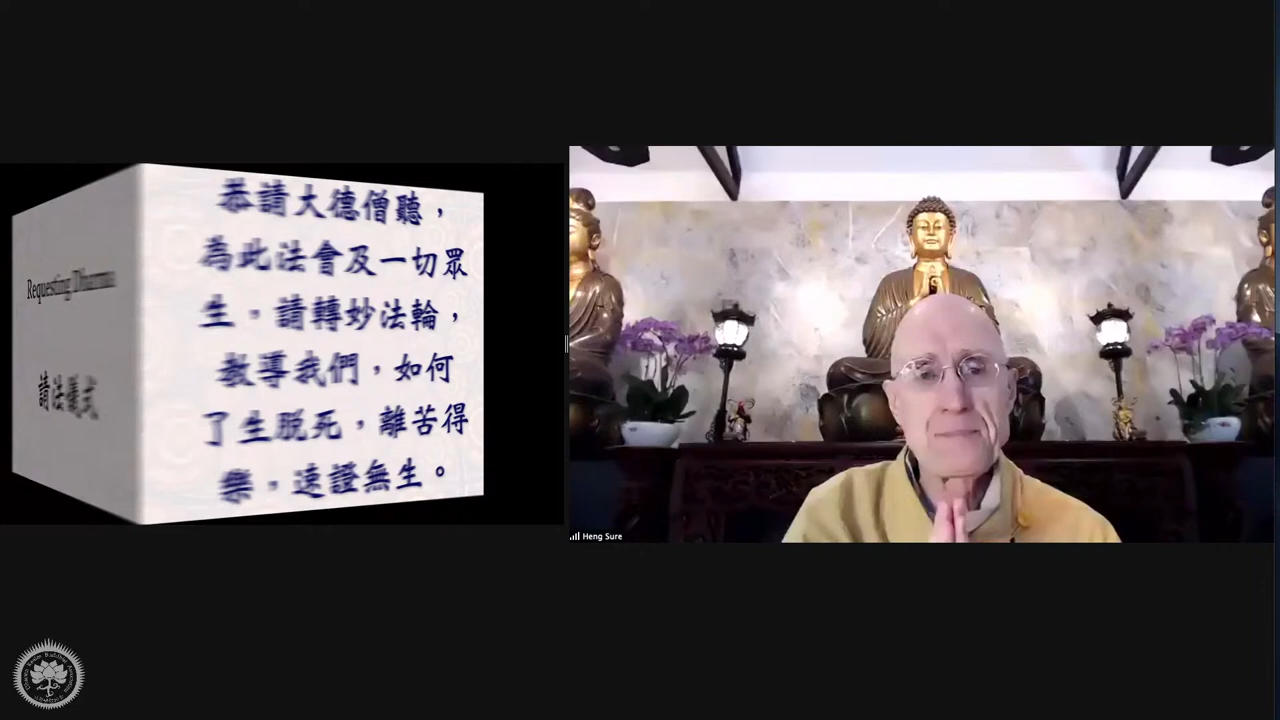 Requesting Dharma
請法儀式
恭請大德僧聽，
為此法會及一切眾
生，請轉妙法輪，
教導我們，如何
了生脫死，離苦得
樂，速證無生。
Heng Sure